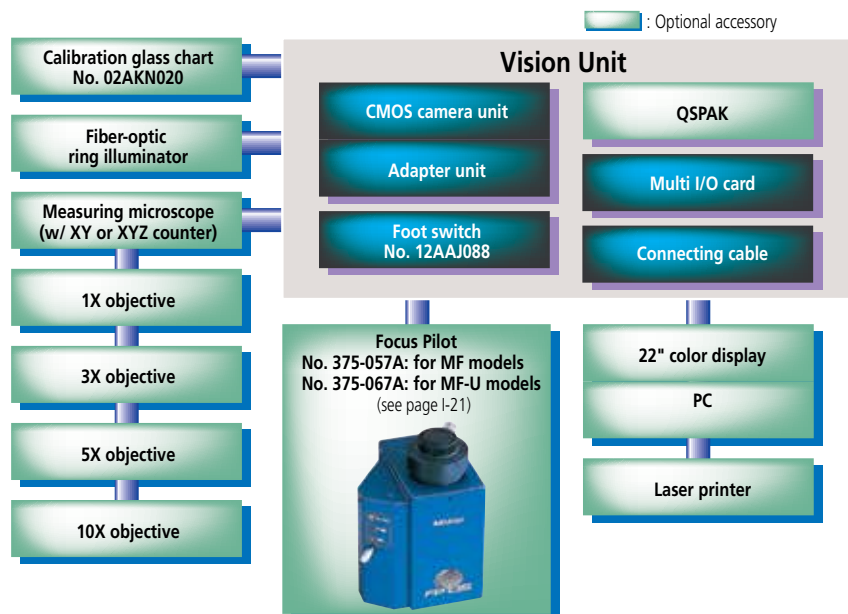 : Optional accessory
Calibration glass chart
No. 02AKN020
Fiber-optic
ring illuminator
Measuring microscope
(w/ XY or XYZ counter)
1X objective
3X objective
5X objective
10X objective
Vision Unit
CMOS camera unit
Adapter unit
Foot switch
No. 12AAJ088
QSPAK
Multi I/O card
Connecting cable
Focus Pilot
No. 375-057A: for MF models
No. 375-067A: for MF-U models
(see page I-21)
22" color display
PC
Laser printer